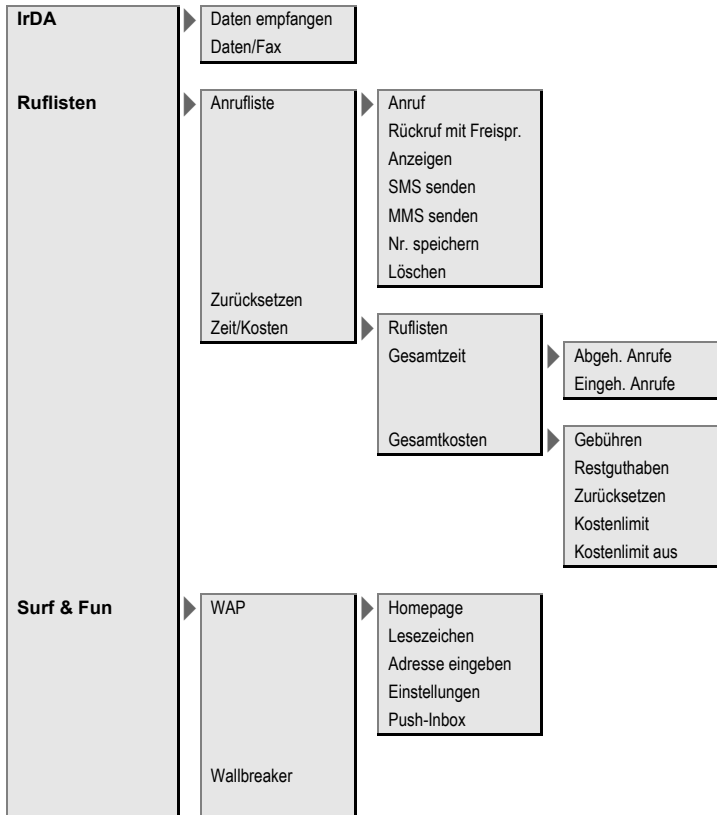 IrDA
Daten empfangen
Daten/Fax
Ruflisten
Anrufliste
Anruf
Rückruf mit Freispr.
Anzeigen
SMS senden
MMS senden
Nr. speichern
Löschen
Zurücksetzen
Zeit/Kosten
Ruflisten
Gesamtzeit
Abgeh. Anrufe
Eingeh. Anrufe
Gesamtkosten
Gebühren
Restguthaben
Zurücksetzen
Kostenlimit
Kostenlimit aus
Surf & Fun
WAP
Homepage
Lesezeichen
Adresse eingeben
Einstellungen
Push-Inbox
Wallbreaker